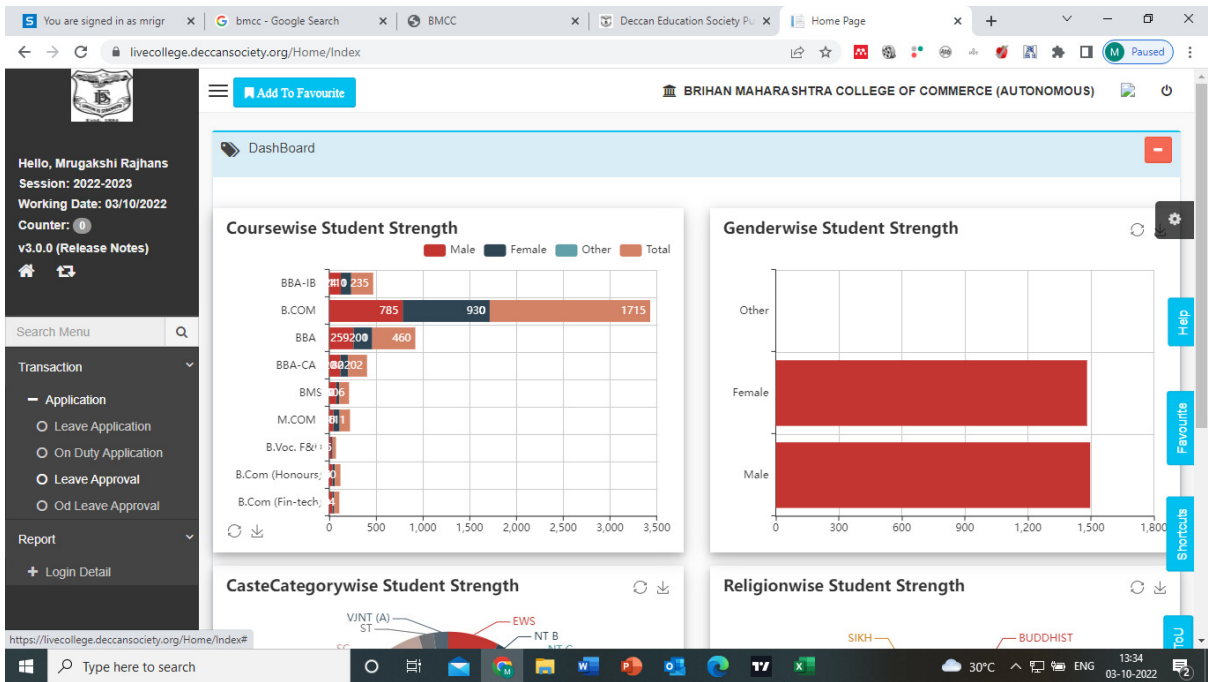 You are signed in as mrigr
bmcc - Google Search
BMCC
Deccan Education Society Pu
Home Page
livecollege.deccansociety.org/Home/Index
Paused
M
Add To Favourite
BRIHAN MAHARASHTRA COLLEGE OF COMMERCE (AUTONOMOUS)
Hello, Mrugakshi Rajhans
Session: 2022-2023
Working Date: 03/10/2022
Counter: 0
v3.0.0 (Release Notes)
Search Menu
Transaction
Application
Leave Application
On Duty Application
Leave Approval
Od Leave Approval
Report
Login Detail
DashBoard
Coursewise Student Strength
Male Female Other Total
BBA-IB 235
B.COM 785 930 1715
BBA 259 200 460
BBA-CA 202
BMS
M.COM
B.Voc. F&
B.Com (Honours)
B.Com (Fin-tech)
0 500 1,000 1,500 2,000 2,500 3,000 3,500
Genderwise Student Strength
Other
Female
Male
0 300 600 900 1,200 1,500 1,800
Help
Favourite
Shortcuts
ToU
CasteCategorywise Student Strength
VJNT (A)
ST
EWS
NT B
Religionwise Student Strength
SIKH
BUDDHIST
https://livecollege.deccansociety.org/Home/Index#
Type here to search
30°C
ENG
13:34
03-10-2022
2